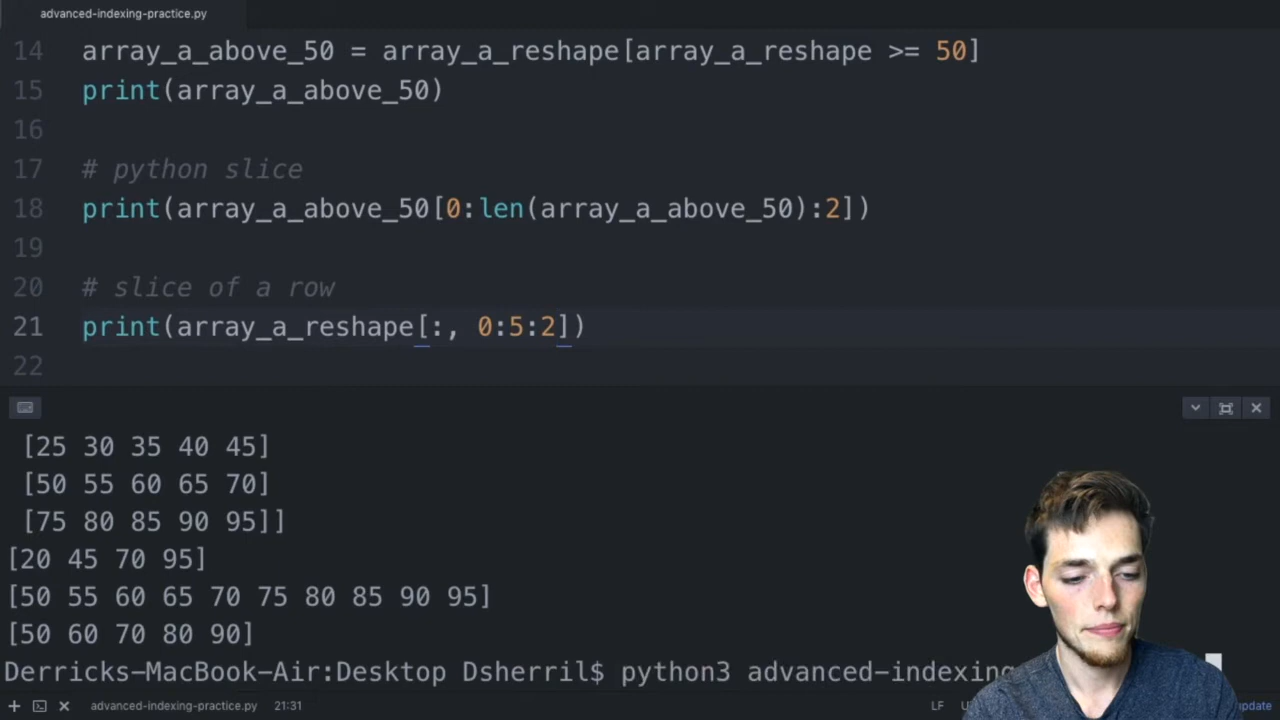 advanced-indexing-practice.py
14 array_a_above_50 = array_a_reshape[array_a_reshape >= 50]
15 print(array_a_above_50)
16
17 # python slice
18 print(array_a_above_50[0:len(array_a_above_50):2])
19
20 # slice of a row
21 print(array_a_reshape[:, 0:5:2])
22
[25 30 35 40 45]
[50 55 60 65 70]
[75 80 85 90 95]]
[20 45 70 95]
[50 55 60 65 70 75 80 85 90 95]
[50 60 70 80 90]
Derricks-MacBook-Air:Desktop Dsherril$ python3 advanced-indexing
advanced-indexing-practice.py 21:31 LF update